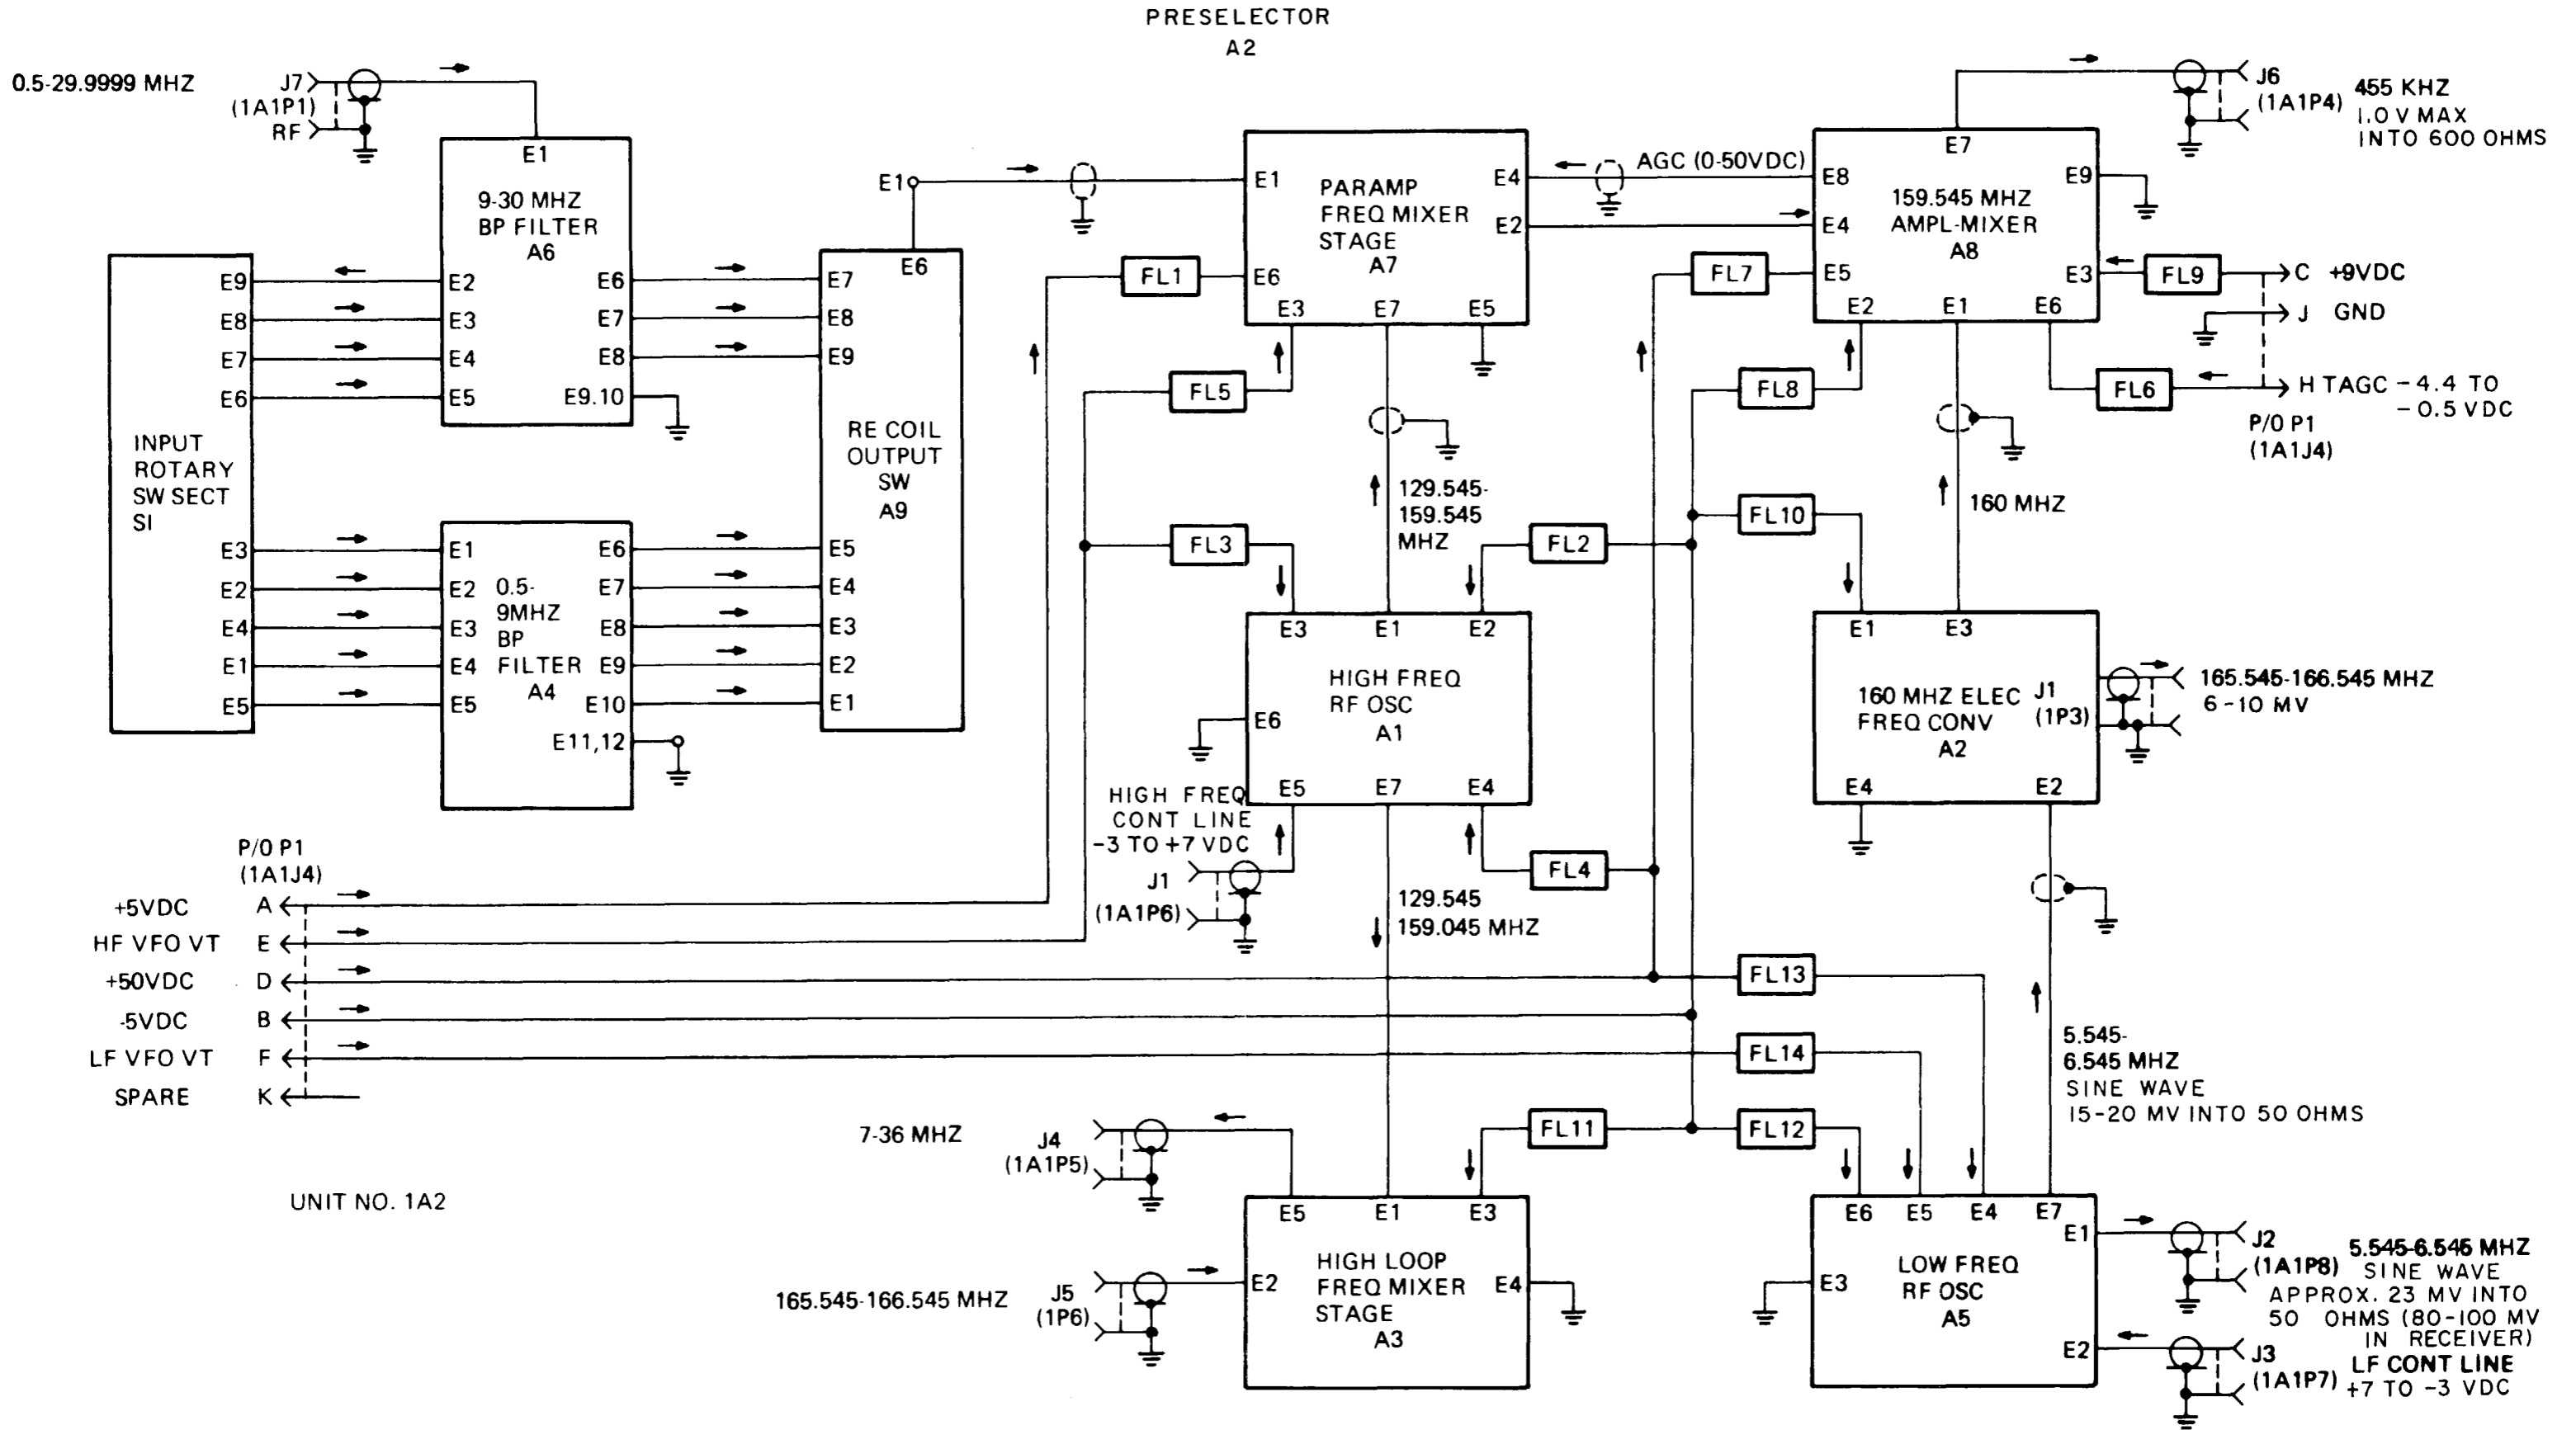 PRESELECTOR
A2
0.5-29.9999 MHZ
J7
(1A1P1)
RF
E1
9-30 MHZ
BP FILTER
A6
E2
E3
E4
E5
E6
E7
E8
E9.10
E9
E8
E7
E6
INPUT
ROTARY
SW SECT
SI
E3
E2
E4
E1
E5
E1
E2
E3
E4
E5
0.5-
9MHZ
BP
FILTER
A4
E6
E7
E8
E9
E10
E11,12
E1
E6
E7
E8
E9
RE COIL
OUTPUT
SW
A9
E5
E4
E3
E2
E1
E1
PARAMP
FREQ MIXER
STAGE
A7
E4
E2
E6
E3
E7
E5
FL1
FL5
FL3
129.545-
159.545
MHZ
FL2
AGC (0-50VDC)
E7
E8
E4
E5
159.545 MHZ
AMPL-MIXER
A8
E9
E3
E2
E1
E6
J6
(1A1P4)
455 KHZ
1.0 V MAX
INTO 600 OHMS
FL7
FL8
FL10
FL9
C +9VDC
J GND
FL6
H TAGC -4.4 TO
-0.5 VDC
P/O P1
(1A1J4)
160 MHZ
E3
E1
E2
HIGH FREQ
RF OSC
A1
E6
E5
E7
E4
HIGH FREQ
CONT LINE
-3 TO +7 VDC
J1
(1A1P6)
FL4
129.545
159.045 MHZ
E1
E3
160 MHZ ELEC
FREQ CONV
A2
J1
(1P3)
E4
E2
165.545-166.545 MHZ
6-10 MV
P/O P1
(1A1J4)
+5VDC A
HF VFO VT E
+50VDC D
-5VDC B
LF VFO VT F
SPARE K
FL13
FL14
5.545-
6.545 MHZ
SINE WAVE
15-20 MV INTO 50 OHMS
FL11
FL12
7-36 MHZ
J4
(1A1P5)
UNIT NO. 1A2
165.545-166.545 MHZ
J5
(1P6)
E5
E1
E3
E2
HIGH LOOP
FREQ MIXER
STAGE
A3
E4
E6
E5
E4
E7
E1
E3
LOW FREQ
RF OSC
A5
E2
J2
(1A1P8)
5.545-6.545 MHZ
SINE WAVE
APPROX. 23 MV INTO
50 OHMS (80-100 MV
IN RECEIVER)
J3
(1A1P7)
LF CONT LINE
+7 TO -3 VDC